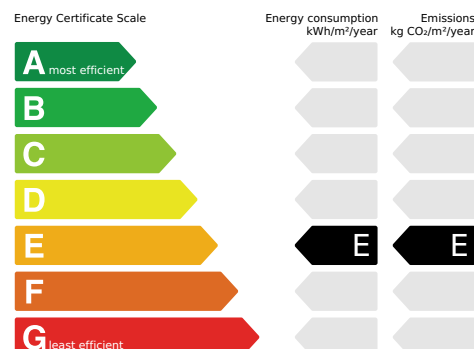 Energy Certificate Scale
Energy consumption
kWh/m²/year
Emissions
kg CO₂/m²/year
A most efficient
B
C
D
E E E
F
G least efficient